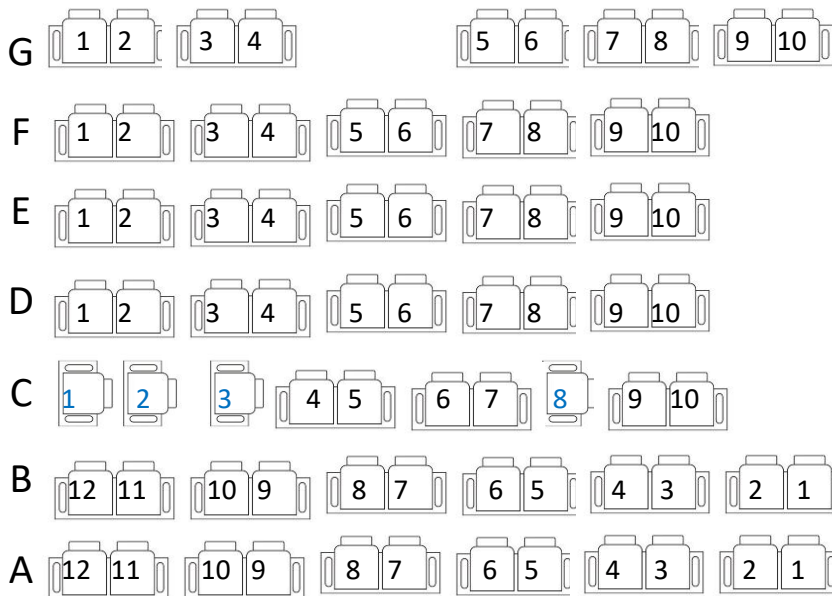 G 1 2 3 4 5 6 7 8 9 10
F 1 2 3 4 5 6 7 8 9 10
E 1 2 3 4 5 6 7 8 9 10
D 1 2 3 4 5 6 7 8 9 10
C 1 2 3 4 5 6 7 8 9 10
B 12 11 10 9 8 7 6 5 4 3 2 1
A 12 11 10 9 8 7 6 5 4 3 2 1